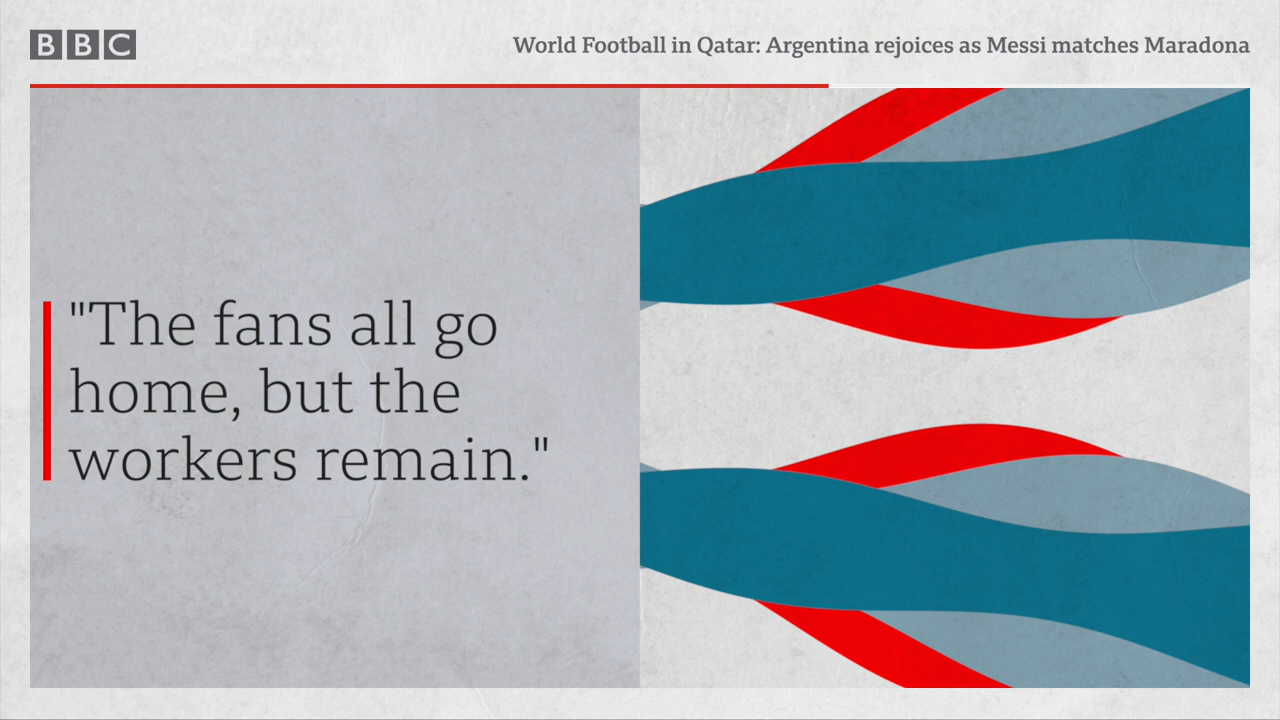 BBC
World Football in Qatar: Argentina rejoices as Messi matches Maradona
"The fans all go
home, but the
workers remain."